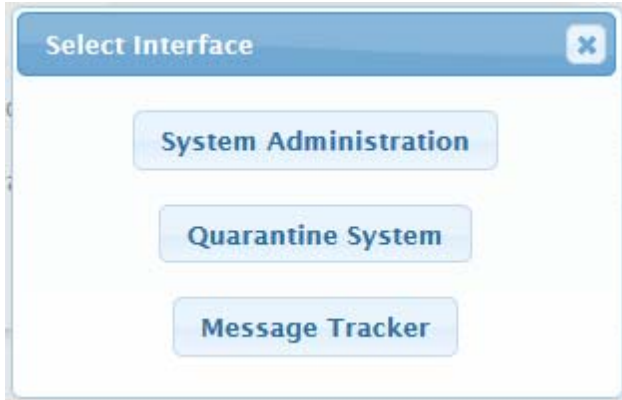 Select Interface
System Administration
Quarantine System
Message Tracker